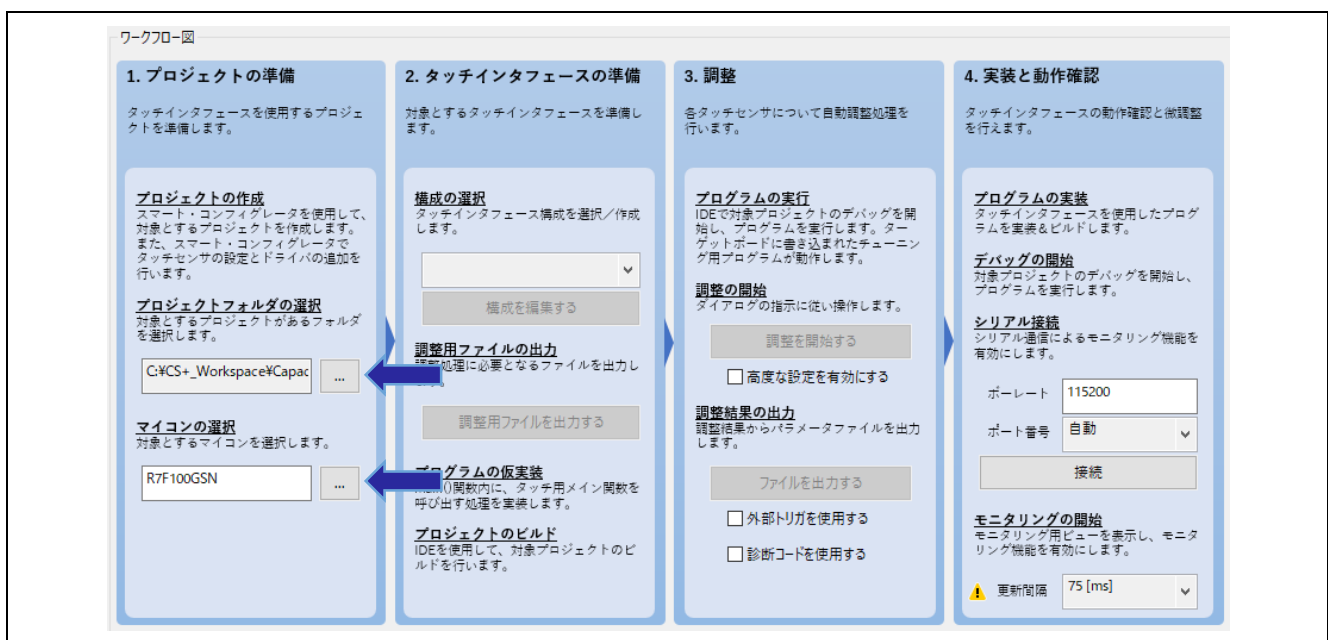 ワークフロー図
1. プロジェクトの準備
タッチインタフェースを使用するプロジェ
クトを準備します。
プロジェクトの作成
スマート・コンフィグレータを使用して、
対象とするプロジェクトを作成します。
また、スマート・コンフィグレータで
タッチセンサの設定とドライバの追加を
行います。
プロジェクトフォルダの選択
対象とするプロジェクトがあるフォルダ
を選択します。
C:¥CS+_Workspace¥Capac
...
マイコンの選択
対象とするマイコンを選択します。
R7F100GSN
...
2. タッチインタフェースの準備
対象とするタッチインタフェースを準備し
ます。
構成の選択
タッチインタフェース構成を選択／作成
します。
構成を編集する
調整用ファイルの出力
処理に必要となるファイルを出力し
調整用ファイルを出力する
プログラムの仮実装
()関数内に、タッチ用メイン関数を
呼び出す処理を実装します。
プロジェクトのビルド
IDEを使用して、対象プロジェクトのビ
ルドを行います。
3. 調整
各タッチセンサについて自動調整処理を
行います。
プログラムの実行
IDEで対象プロジェクトのデバッグを開
始し、プログラムを実行します。ター
ゲットボードに書き込まれたチューニン
グ用プログラムが動作します。
調整の開始
ダイアログの指示に従い操作します。
調整を開始する
高度な設定を有効にする
調整結果の出力
調整結果からパラメータファイルを出力
します。
ファイルを出力する
外部トリガを使用する
診断コードを使用する
4. 実装と動作確認
タッチインタフェースの動作確認と微調整
を行えます。
プログラムの実装
タッチインタフェースを使用したプログ
ラムを実装&ビルドします。
デバッグの開始
対象プロジェクトのデバッグを開始し、
プログラムを実行します。
シリアル接続
シリアル通信によるモニタリング機能を
有効にします。
ボーレート 115200
ポート番号 自動
接続
モニタリングの開始
モニタリング用ビューを表示し、モニタ
リング機能を有効にします。
更新間隔 75 [ms]